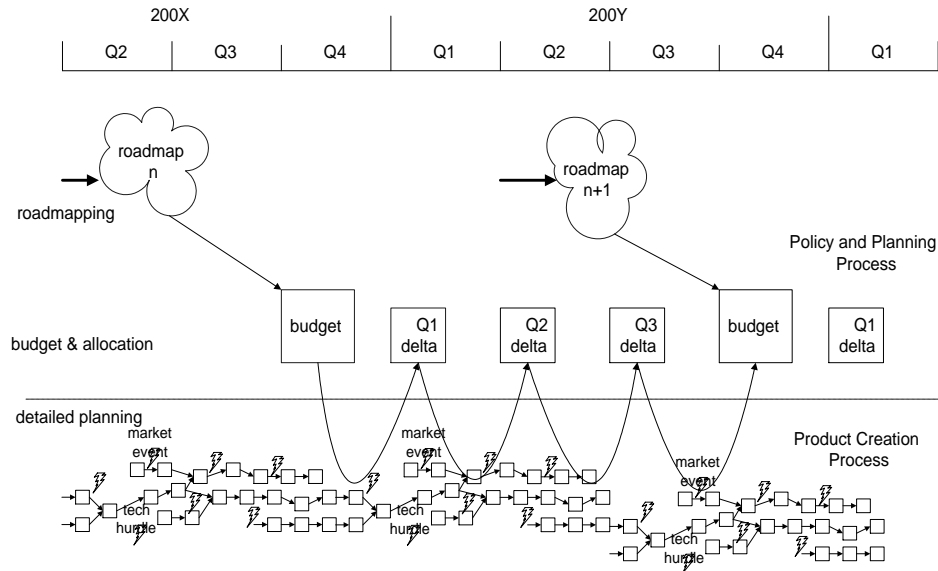 200X
200Y
Q2
Q3
Q4
Q1
Q2
Q3
Q4
Q1
roadmap
n
roadmap
n+1
roadmapping
Policy and Planning
Process
budget
Q1
delta
Q2
delta
Q3
delta
budget
Q1
delta
budget & allocation
detailed planning
market
event
market
event
market
event
Product Creation
Process
tech
hurdle
tech
hurdle
tech
hurdle